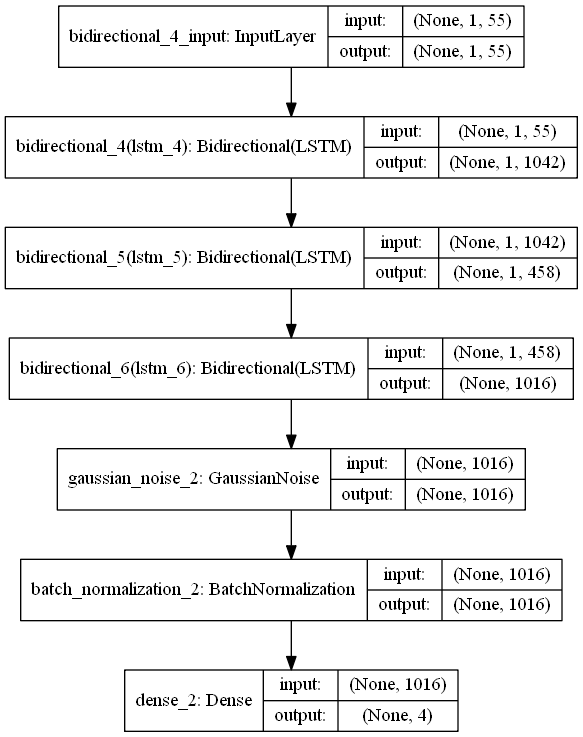 bidirectional_4_input: InputLayer
input: (None, 1, 55)
output: (None, 1, 55)
bidirectional_4(lstm_4): Bidirectional(LSTM)
input: (None, 1, 55)
output: (None, 1, 1042)
bidirectional_5(lstm_5): Bidirectional(LSTM)
input: (None, 1, 1042)
output: (None, 1, 458)
bidirectional_6(lstm_6): Bidirectional(LSTM)
input: (None, 1, 458)
output: (None, 1016)
gaussian_noise_2: GaussianNoise
input: (None, 1016)
output: (None, 1016)
batch_normalization_2: BatchNormalization
input: (None, 1016)
output: (None, 1016)
dense_2: Dense
input: (None, 1016)
output: (None, 4)